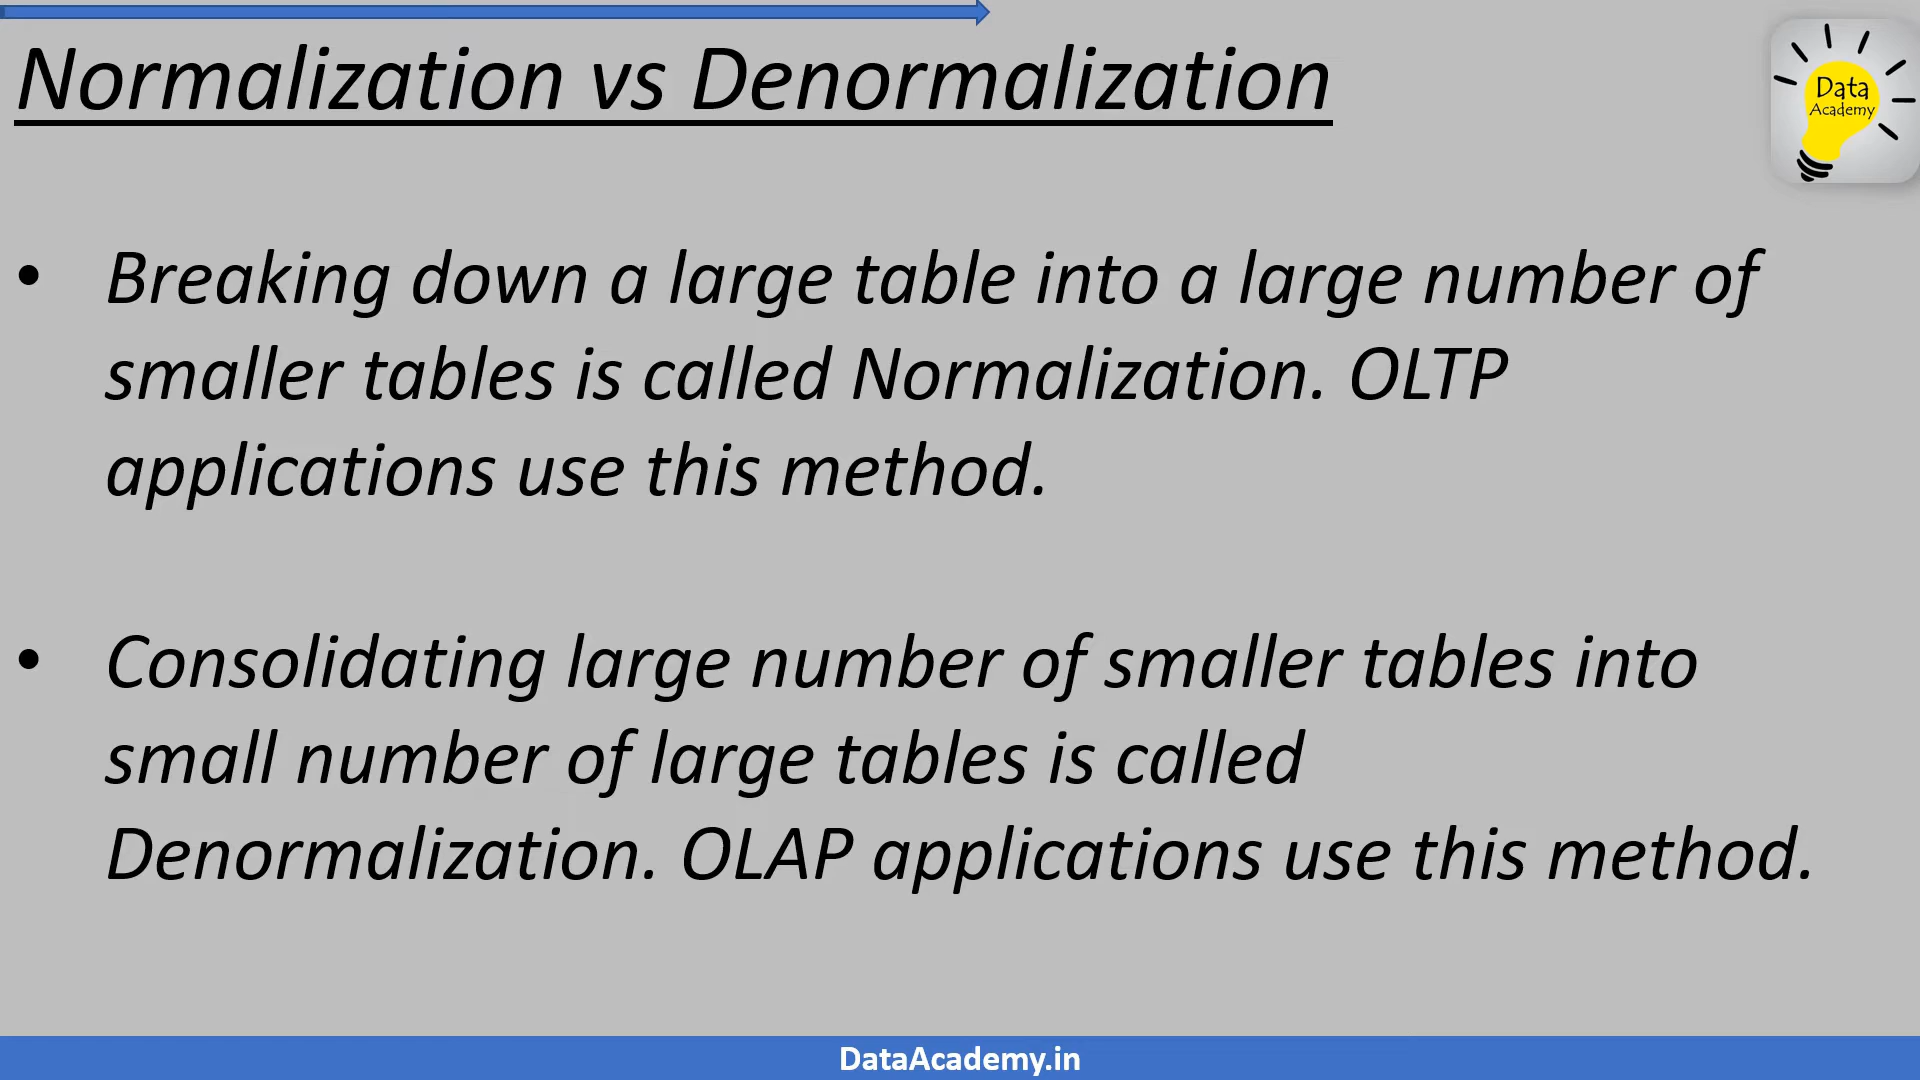 Normalization vs Denormalization
Data
Academy
• Breaking down a large table into a large number of
smaller tables is called Normalization. OLTP
applications use this method.
• Consolidating large number of smaller tables into
small number of large tables is called
Denormalization. OLAP applications use this method.
DataAcademy.in